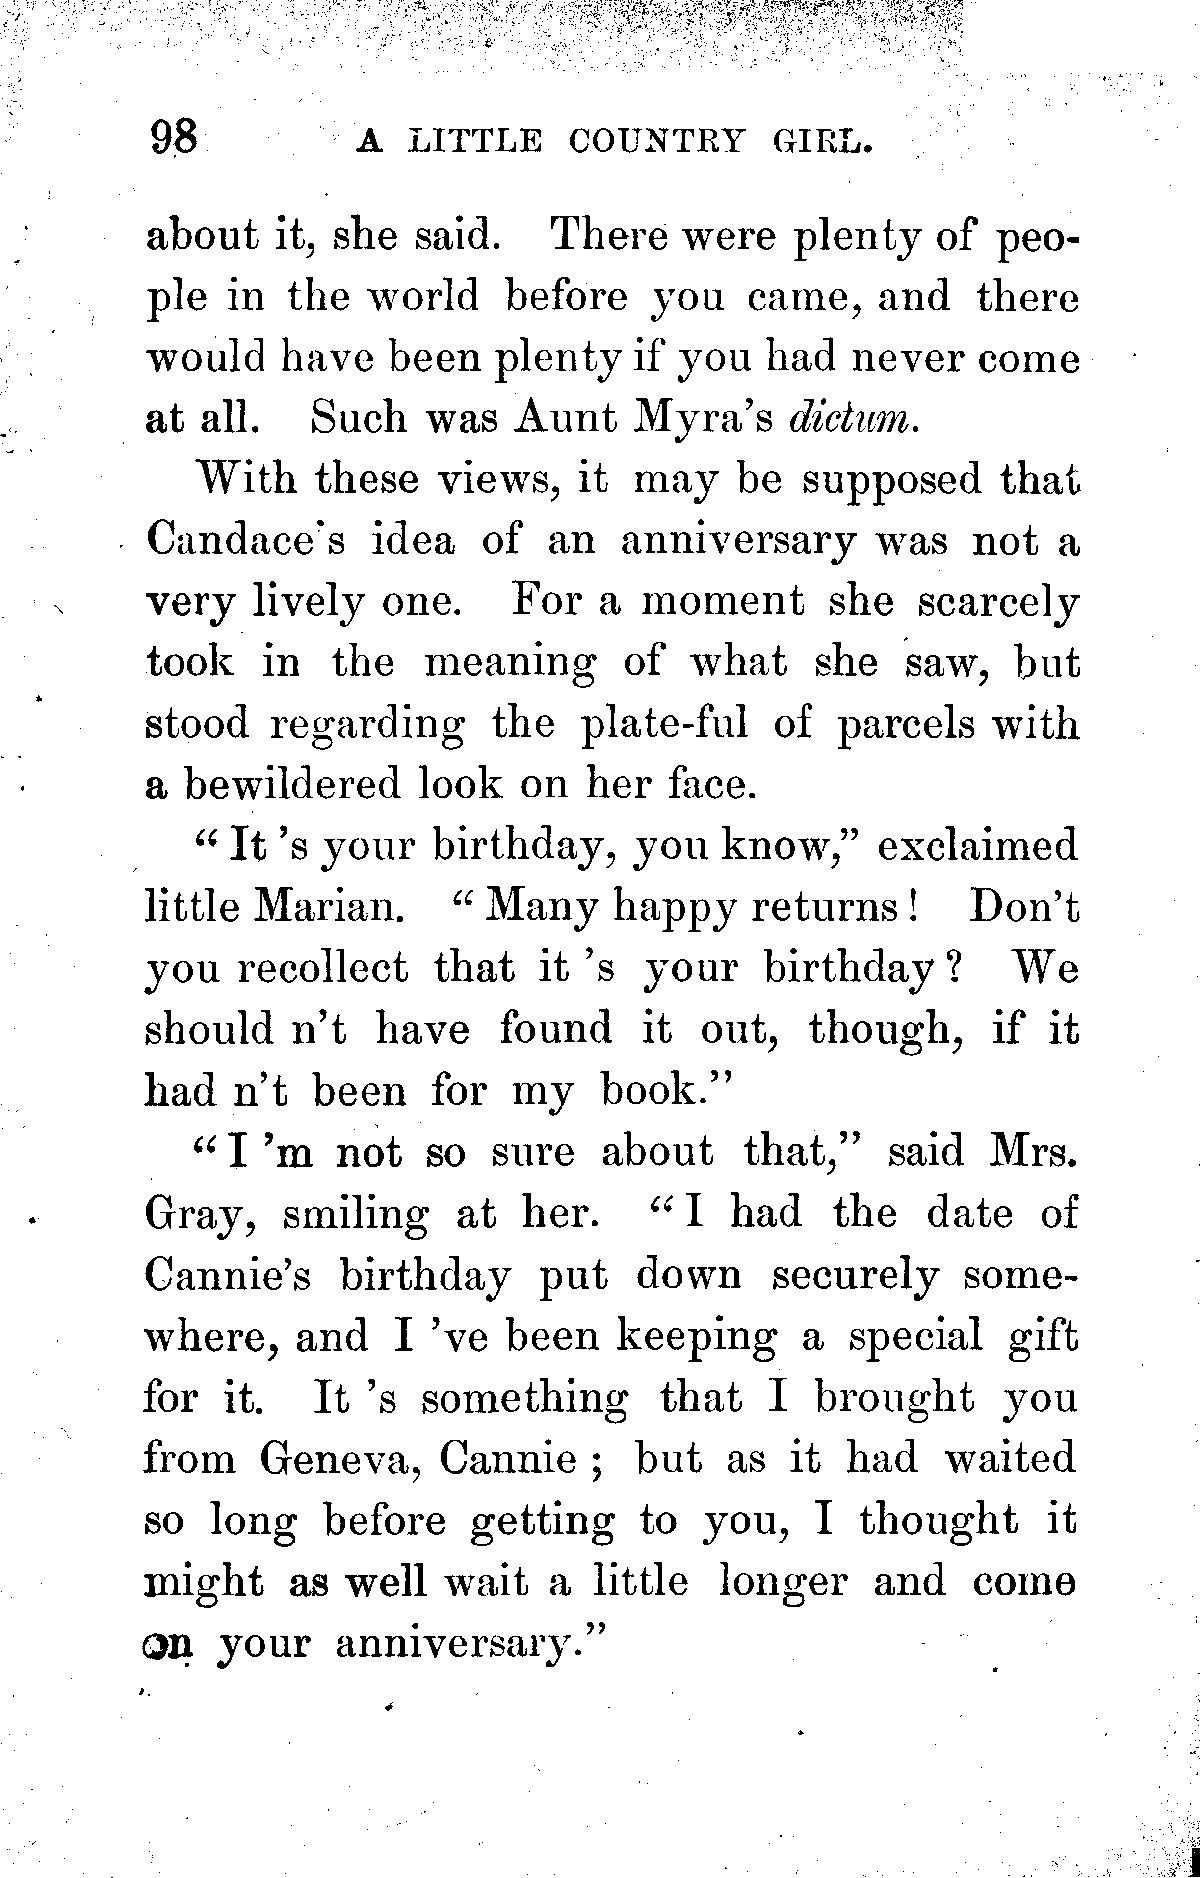 98 A LITTLE COUNTRY GIRL.
about it, she said. There were plenty of peo-
ple in the world before you came, and there
would have been plenty if you had never come
at all. Such was Aunt Myra's dictum.
With these views, it may be supposed that
Candace's idea of an anniversary was not a
very lively one. For a moment she scarcely
took in the meaning of what she saw, but
stood regarding the plate-ful of parcels with
a bewildered look on her face.
“ It 's your birthday, you know,” exclaimed
little Marian. “ Many happy returns ! Don't
you recollect that it 's your birthday ? We
should n't have found it out, though, if it
had n't been for my book.”
“ I 'm not so sure about that,” said Mrs.
Gray, smiling at her. “ I had the date of
Cannie's birthday put down securely some-
where, and I 've been keeping a special gift
for it. It 's something that I brought you
from Geneva, Cannie ; but as it had waited
so long before getting to you, I thought it
might as well wait a little longer and come
on your anniversary.”